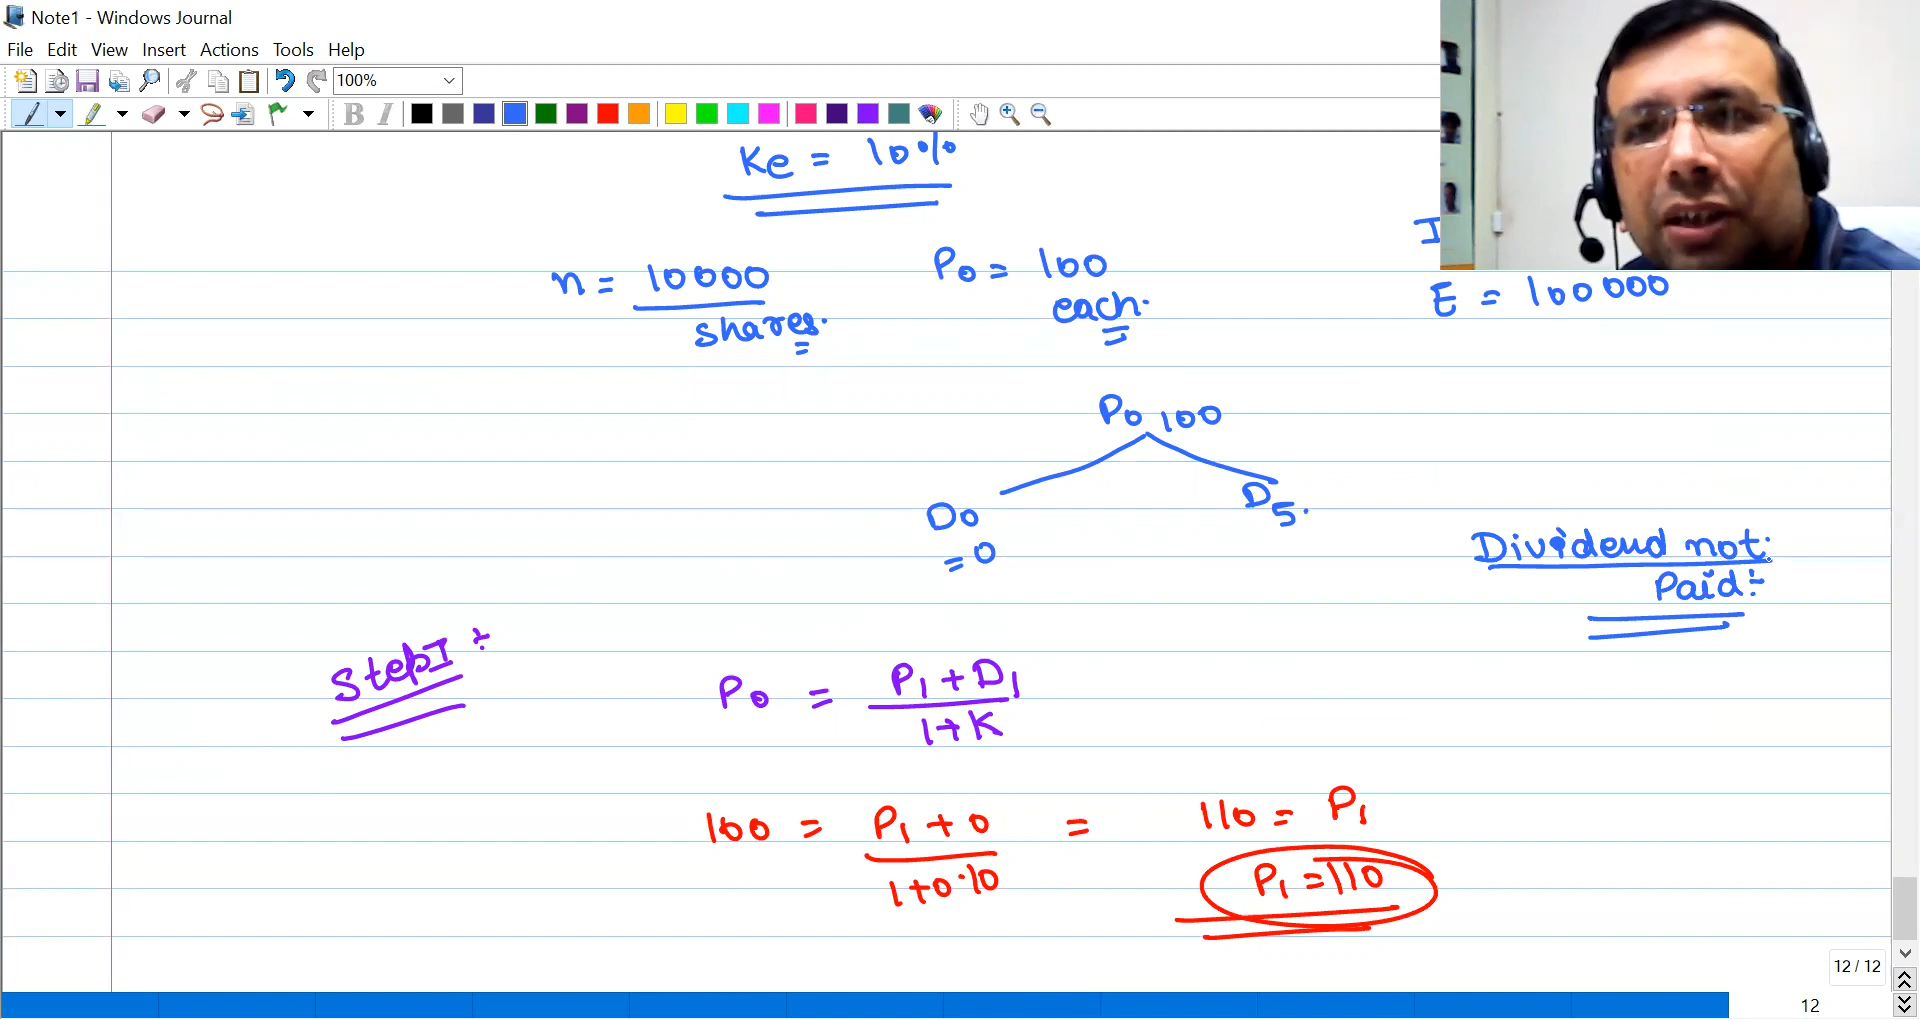 Note1 - Windows Journal
File Edit View Insert Actions Tools Help
100%
B I
Ke = 10%
n = 10000
shares.
P0 = 100
each.
I
E = 100000
P0 100
D0
= 0
D5.
Dividend not
Paid:-
Step I :
P0 = P1 + D1
1 + K
100 = P1 + 0 = 110 = P1
1 + 0.10
P1 = 110
12 / 12
12